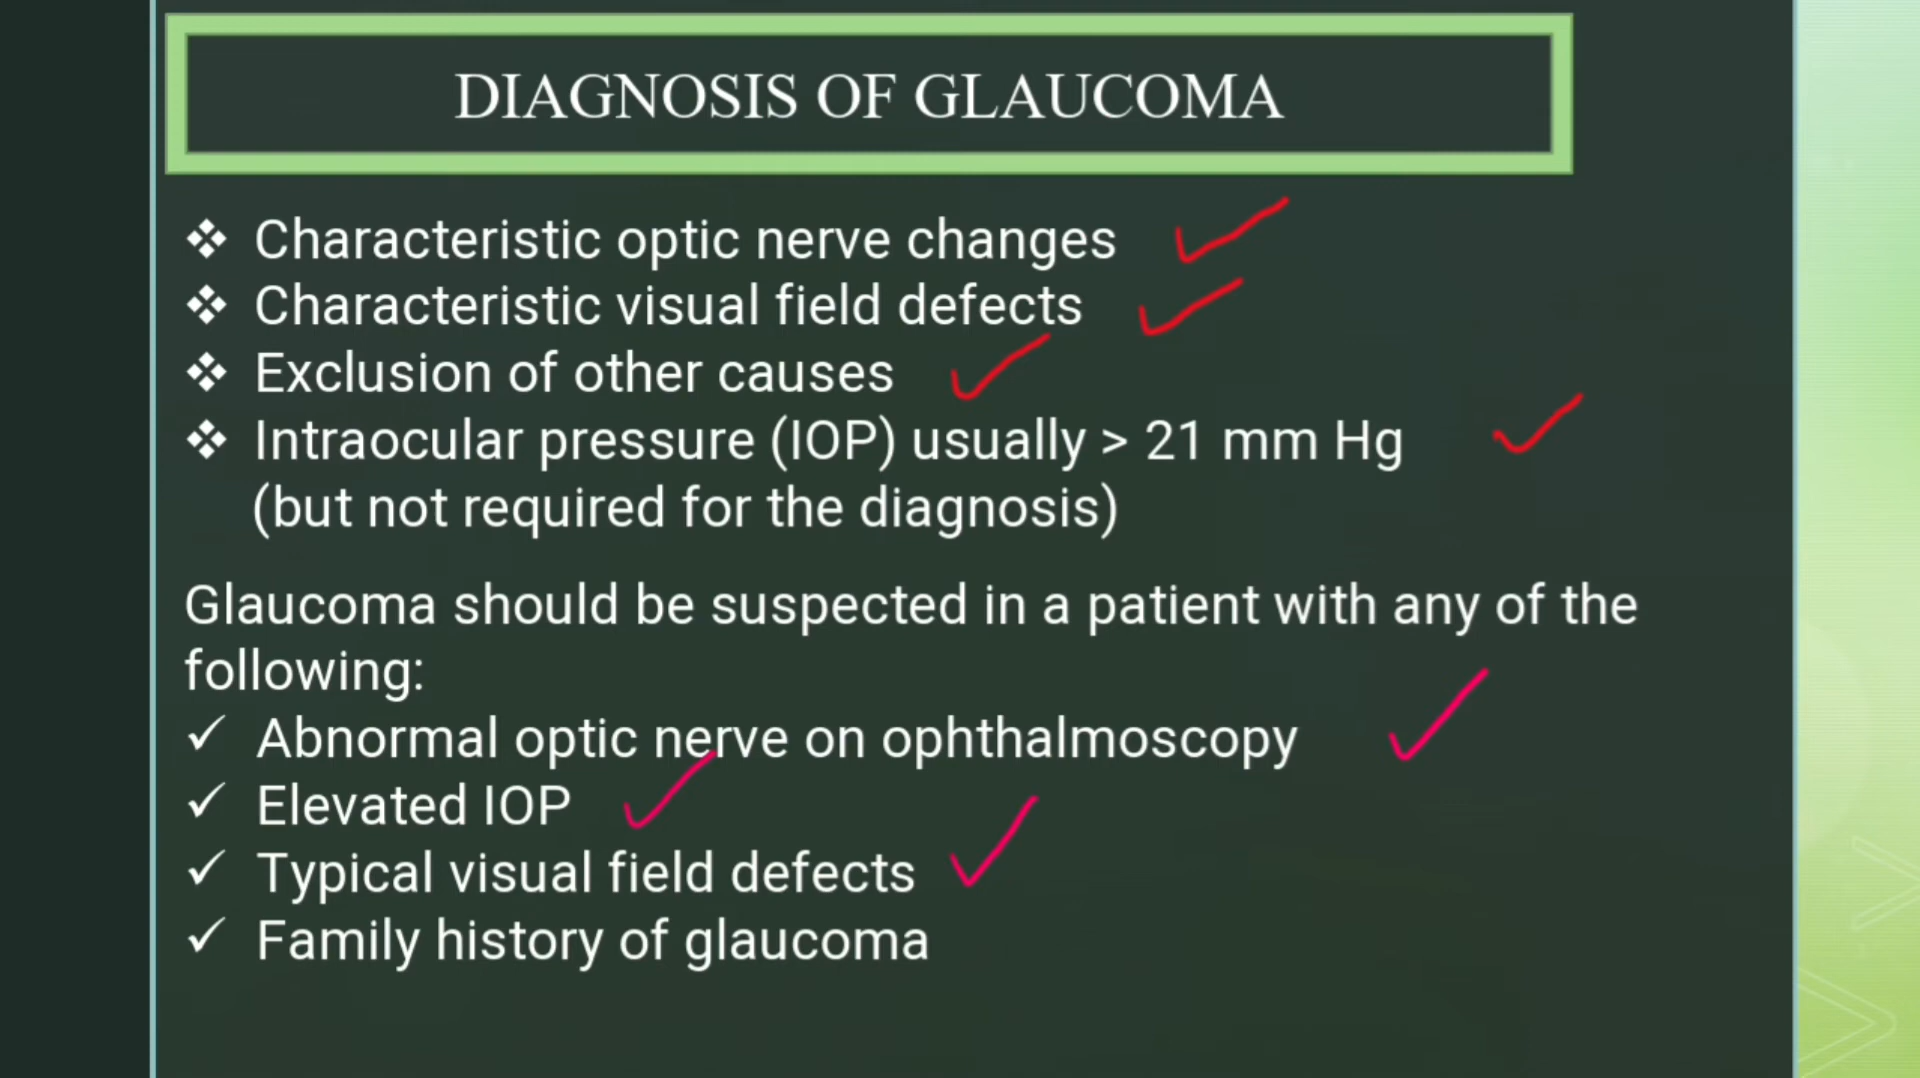 DIAGNOSIS OF GLAUCOMA
❖ Characteristic optic nerve changes
❖ Characteristic visual field defects
❖ Exclusion of other causes
❖ Intraocular pressure (IOP) usually > 21 mm Hg
(but not required for the diagnosis)
Glaucoma should be suspected in a patient with any of the
following:
✓ Abnormal optic nerve on ophthalmoscopy
✓ Elevated IOP
✓ Typical visual field defects
✓ Family history of glaucoma